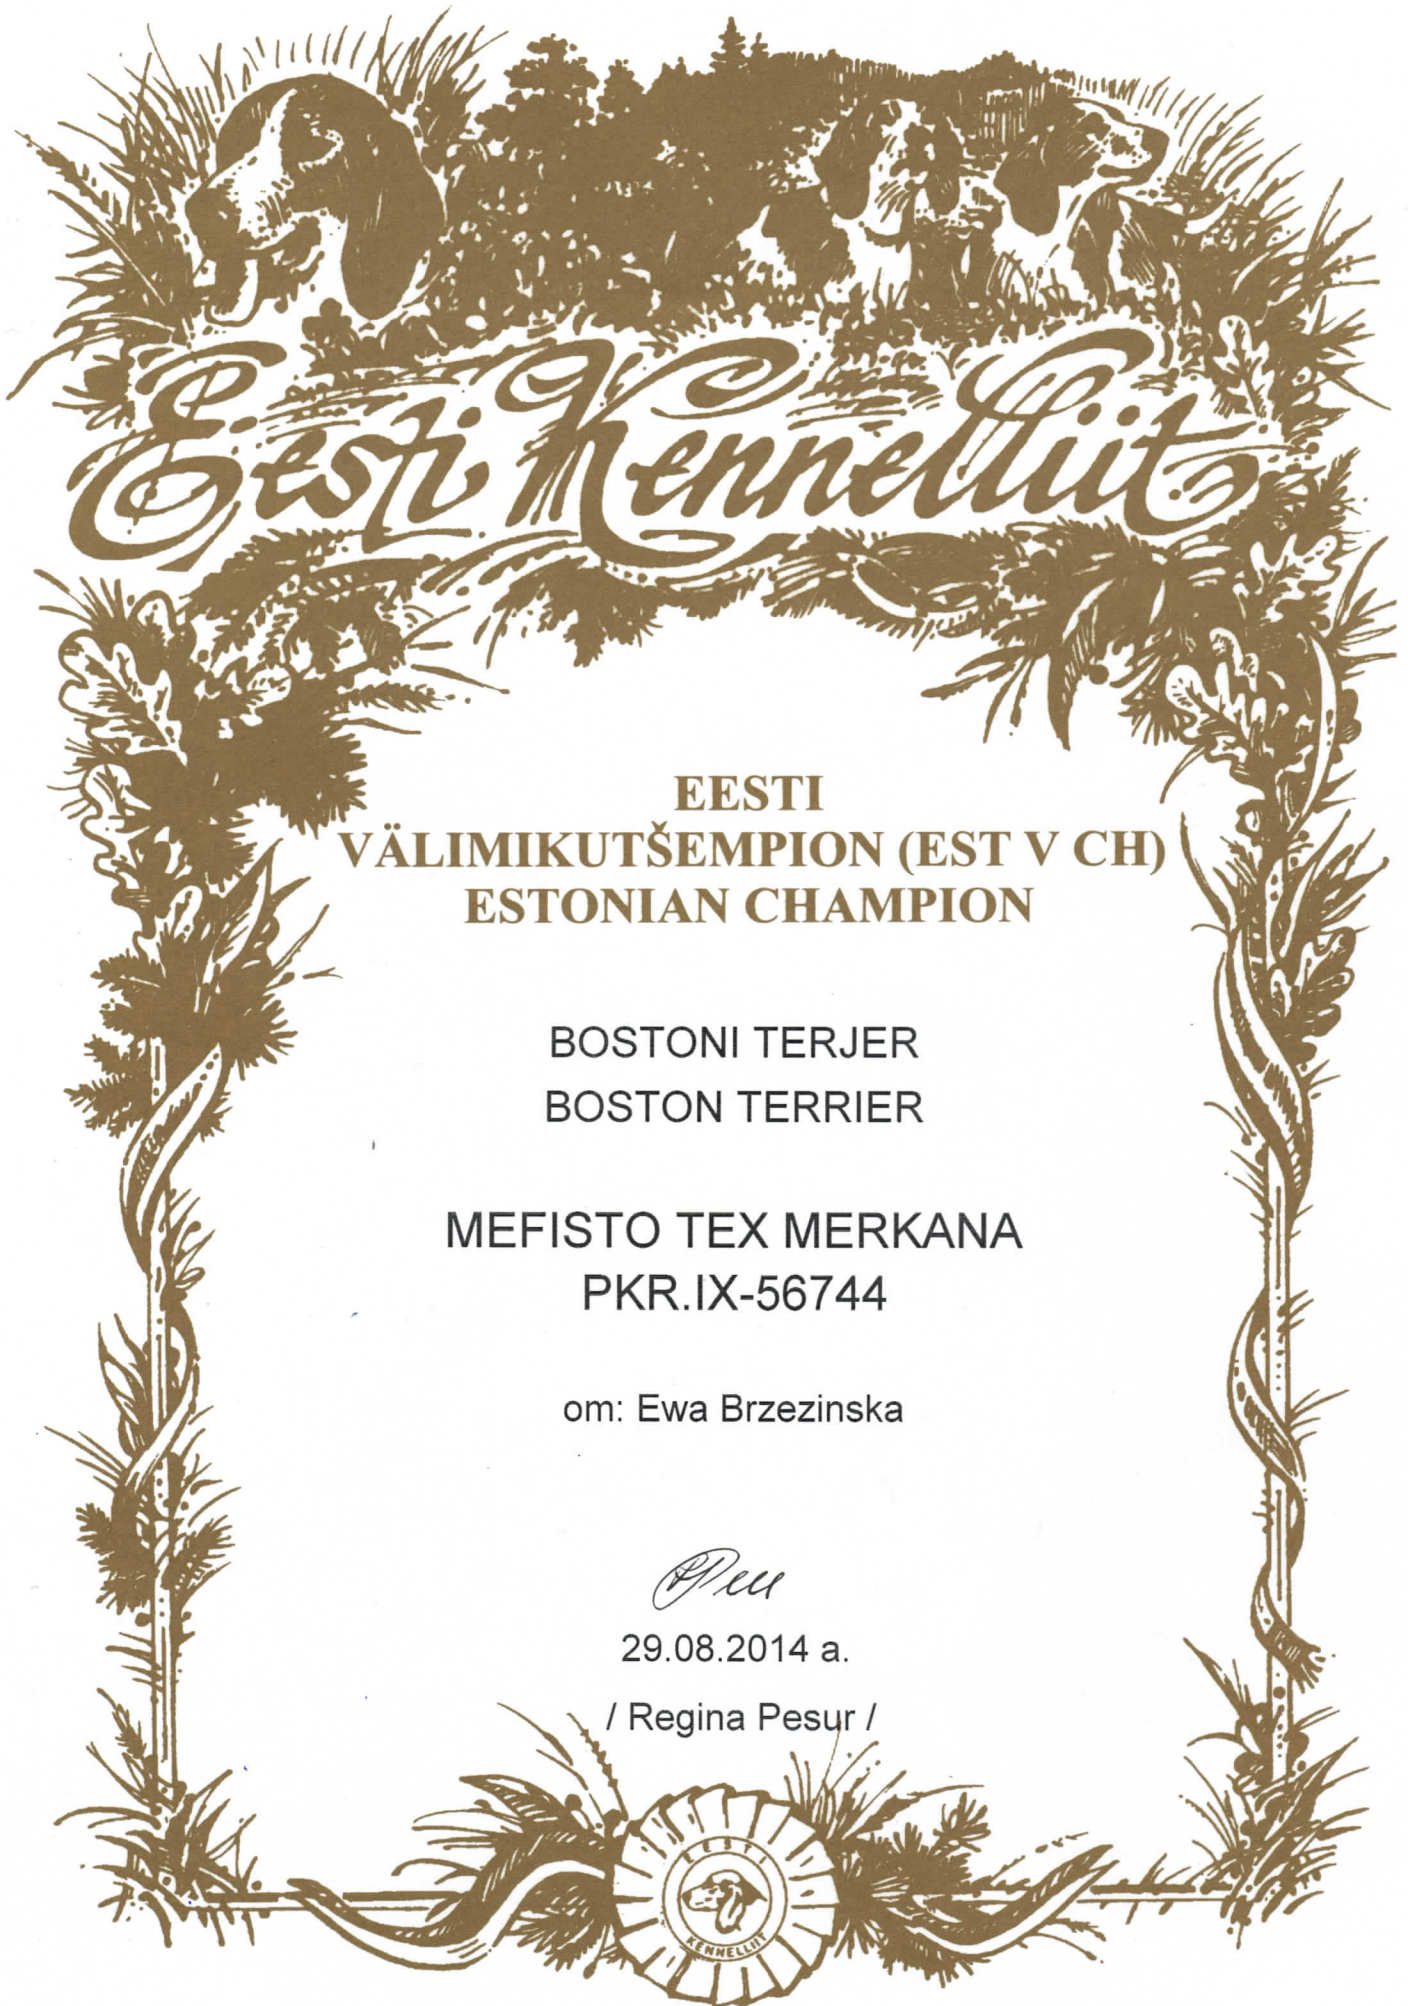 Eesti Kennelliit
EESTI
VÄLIMIKUTŠEMPION (EST V CH)
ESTONIAN CHAMPION
BOSTONI TERJER
BOSTON TERRIER
MEFISTO TEX MERKANA
PKR.IX-56744
om: Ewa Brzezinska
29.08.2014 a.
/ Regina Pesur /
EESTI
KENNELLIIT